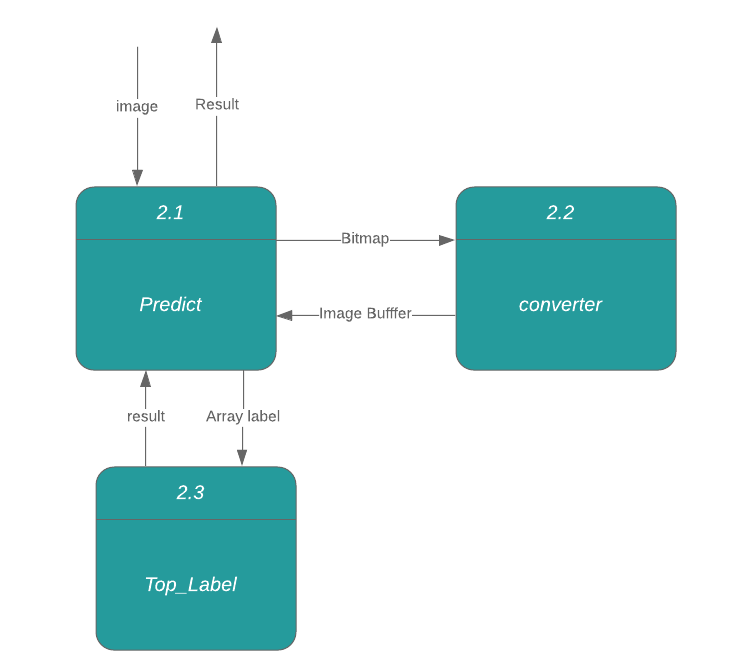 image
Result
2.1
Predict
Bitmap
Image Bufffer
2.2
converter
result
Array label
2.3
Top_Label